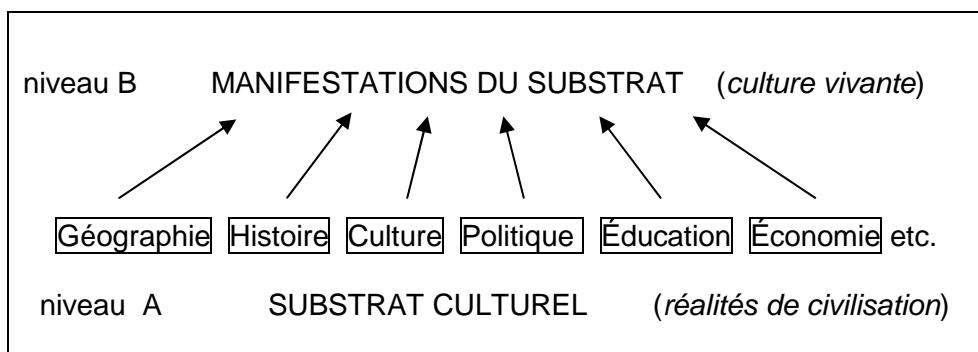 niveau B MANIFESTATIONS DU SUBSTRAT (culture vivante)
Géographie Histoire Culture Politique Éducation Économie etc.
niveau A SUBSTRAT CULTUREL (réalités de civilisation)